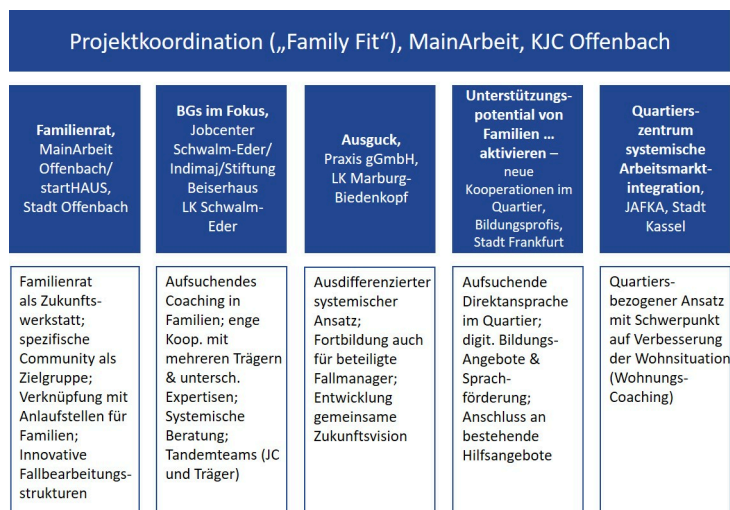 Projektkoordination („Family Fit“), MainArbeit, KJC Offenbach
Familienrat,
MainArbeit
Offenbach/
startHAUS,
Stadt Offenbach
BGs im Fokus,
Jobcenter
Schwalm-Eder/
Indimaj/Stiftung
Beiserhaus
LK Schwalm-
Eder
Ausguck,
Praxis gGmbH,
LK Marburg-
Biedenkopf
Unterstützungs-
potential von
Familien …
aktivieren –
neue
Kooperationen im
Quartier,
Bildungsprofis,
Stadt Frankfurt
Quartiers-
zentrum
systemische
Arbeitsmarkt-
integration,
JAFKA, Stadt
Kassel
Familienrat
als Zukunfts-
werkstatt;
spezifische
Community als
Zielgruppe;
Verknüpfung mit
Anlaufstellen für
Familien;
Innovative
Fallbearbeitungs-
strukturen
Aufsuchendes
Coaching in
Familien; enge
Koop. mit
mehreren Trägern
& untersch.
Expertisen;
Systemische
Beratung;
Tandemteams (JC
und Träger)
Ausdifferenzierter
systemischer
Ansatz;
Fortbildung auch
für beteiligte
Fallmanager;
Entwicklung
gemeinsame
Zukunftsvision
Aufsuchende
Direktansprache
im Quartier;
digit. Bildungs-
Angebote &
Sprach-
förderung;
Anschluss an
bestehende
Hilfsangebote
Quartiers-
bezogener Ansatz
mit Schwerpunkt
auf Verbesserung
der Wohnsituation
(Wohnungs-
Coaching)